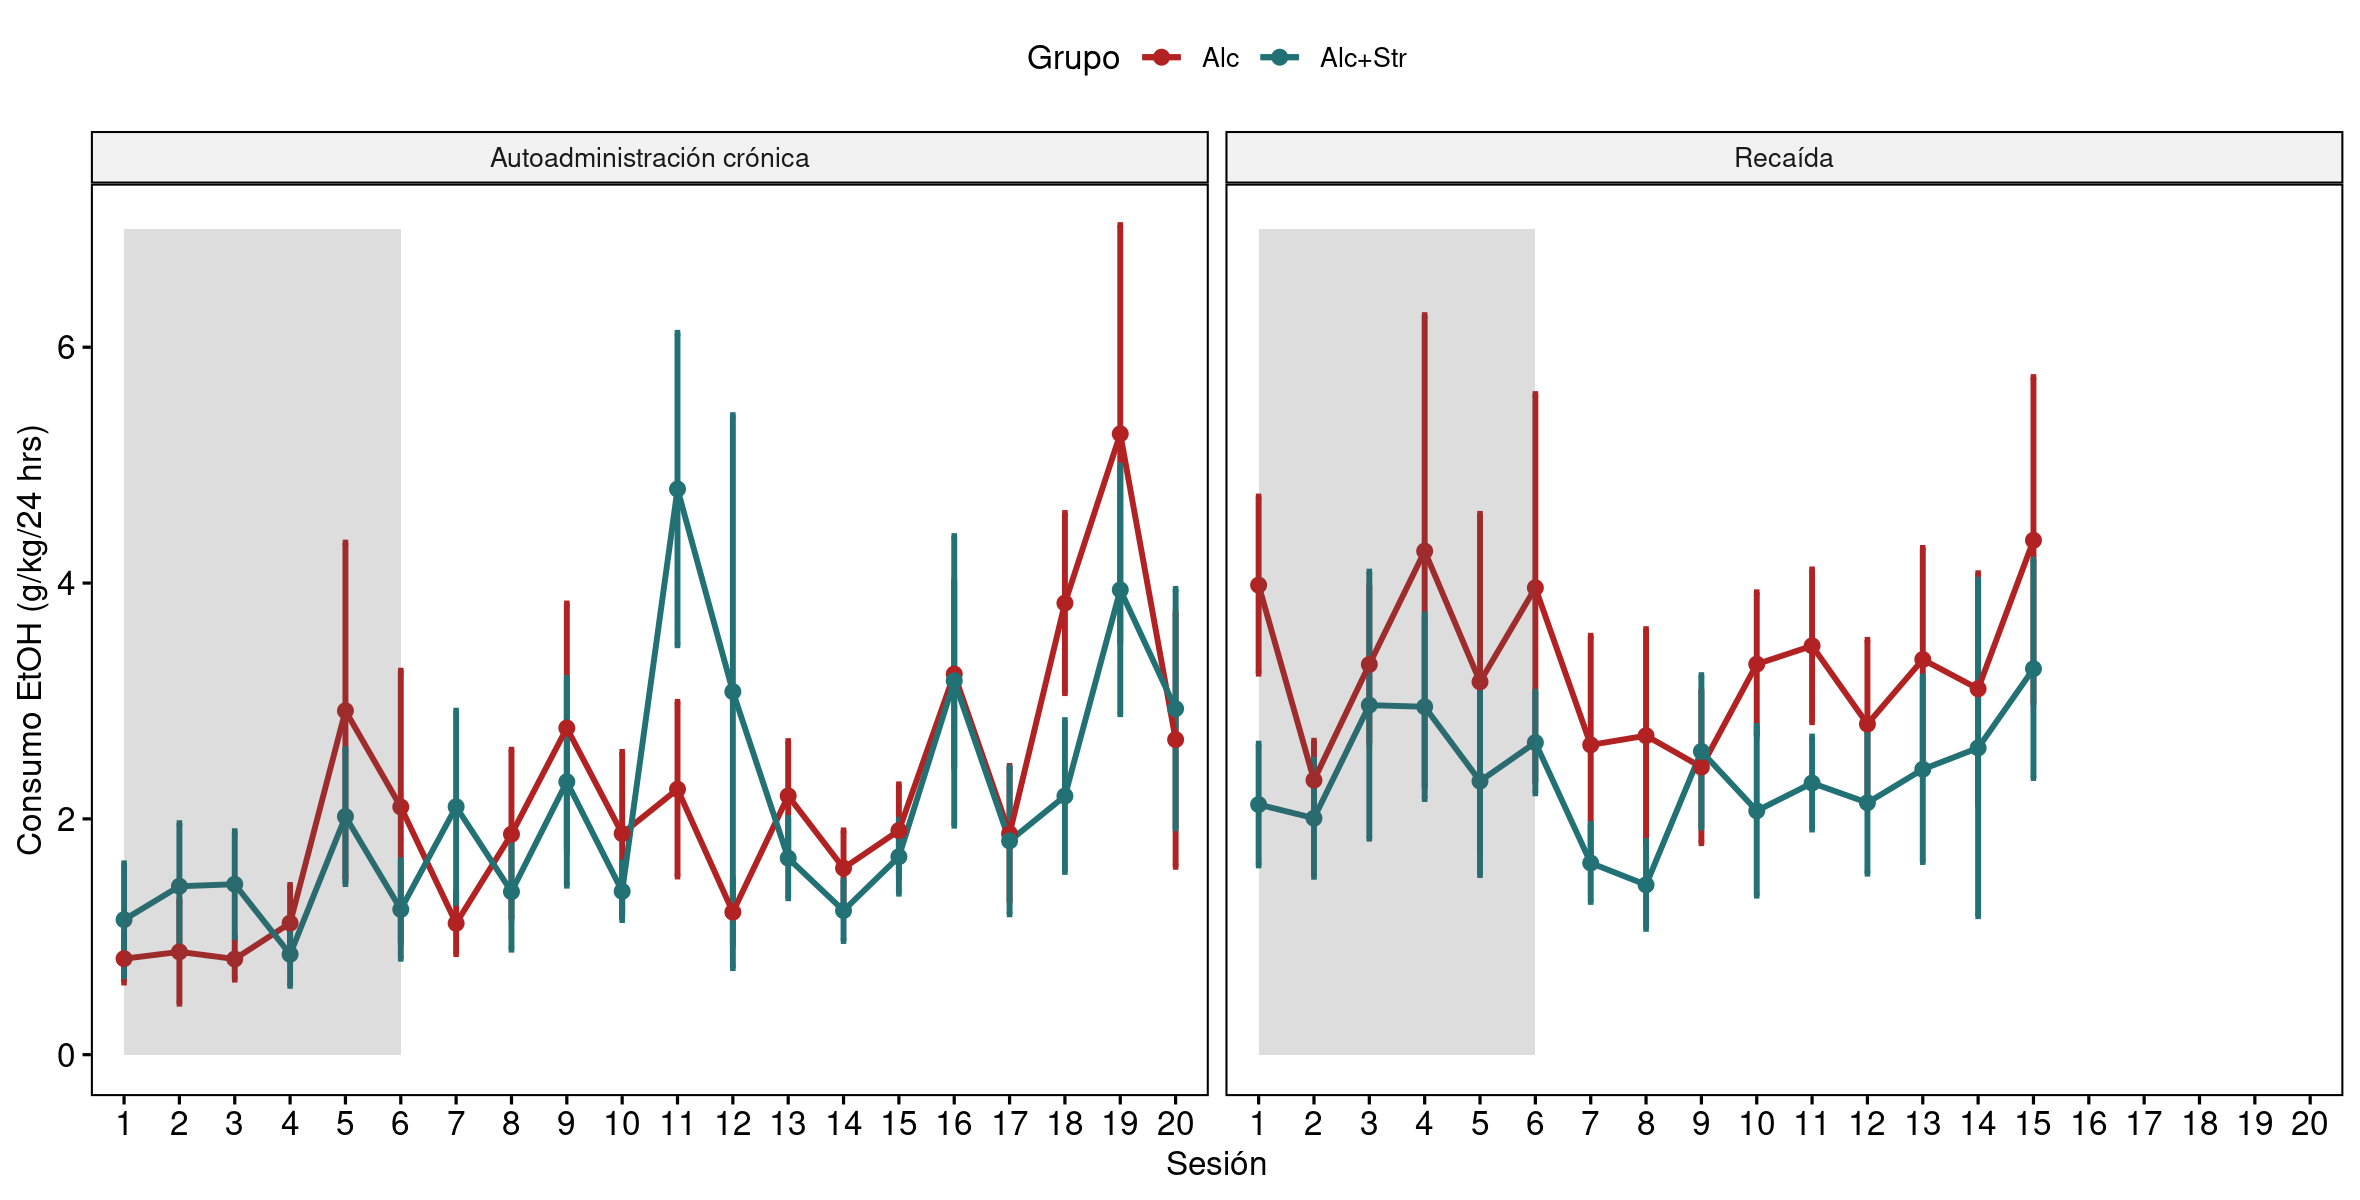 Grupo Alc Alc+Str
Autoadministración crónica
Recaída
Consumo EtOH (g/kg/24 hrs)
6
4
2
0
1 2 3 4 5 6 7 8 9 10 11 12 13 14 15 16 17 18 19 20
1 2 3 4 5 6 7 8 9 10 11 12 13 14 15 16 17 18 19 20
Sesión